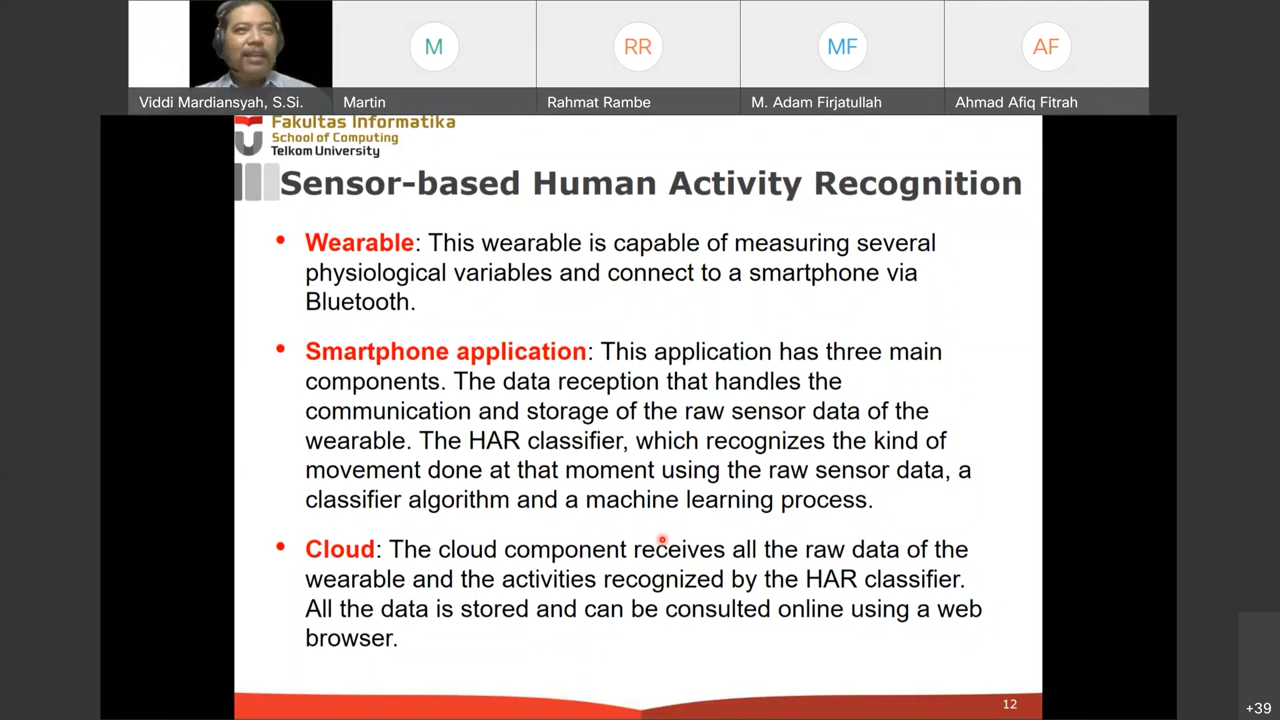 M
RR
MF
AF
Viddi Mardiansyah, S.Si.
Martin
Rahmat Rambe
M. Adam Firjatullah
Ahmad Afiq Fitrah
Fakultas Informatika
School of Computing
Telkom University
Sensor-based Human Activity Recognition
• Wearable: This wearable is capable of measuring several
physiological variables and connect to a smartphone via
Bluetooth.
• Smartphone application: This application has three main
components. The data reception that handles the
communication and storage of the raw sensor data of the
wearable. The HAR classifier, which recognizes the kind of
movement done at that moment using the raw sensor data, a
classifier algorithm and a machine learning process.
• Cloud: The cloud component receives all the raw data of the
wearable and the activities recognized by the HAR classifier.
All the data is stored and can be consulted online using a web
browser.
12
+39